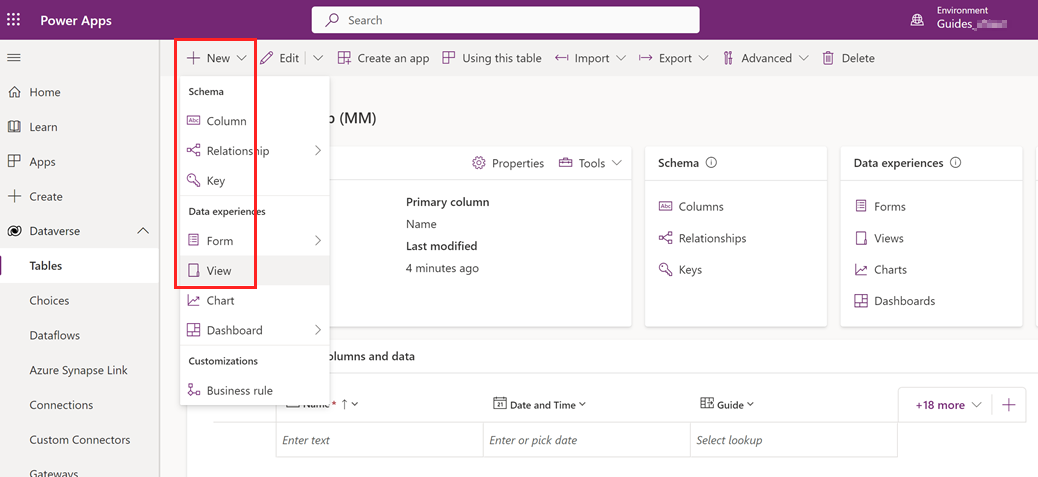 Power Apps
Search
Environment
Guides_
New
Edit
Create an app
Using this table
Import
Export
Advanced
Delete
Home
Learn
Apps
Create
Dataverse
Tables
Choices
Dataflows
Azure Synapse Link
Connections
Custom Connectors
Gateways
Schema
Abc Column
Relationship
Key
Data experiences
Form
View
Chart
Dashboard
Customizations
Business rule
(MM)
Properties
Tools
Primary column
Name
Last modified
4 minutes ago
Schema
Abc Columns
Relationships
Keys
Data experiences
Forms
Views
Charts
Dashboards
olumns and data
Name * ↑
21 Date and Time
Guide
+18 more
Enter text
Enter or pick date
Select lookup